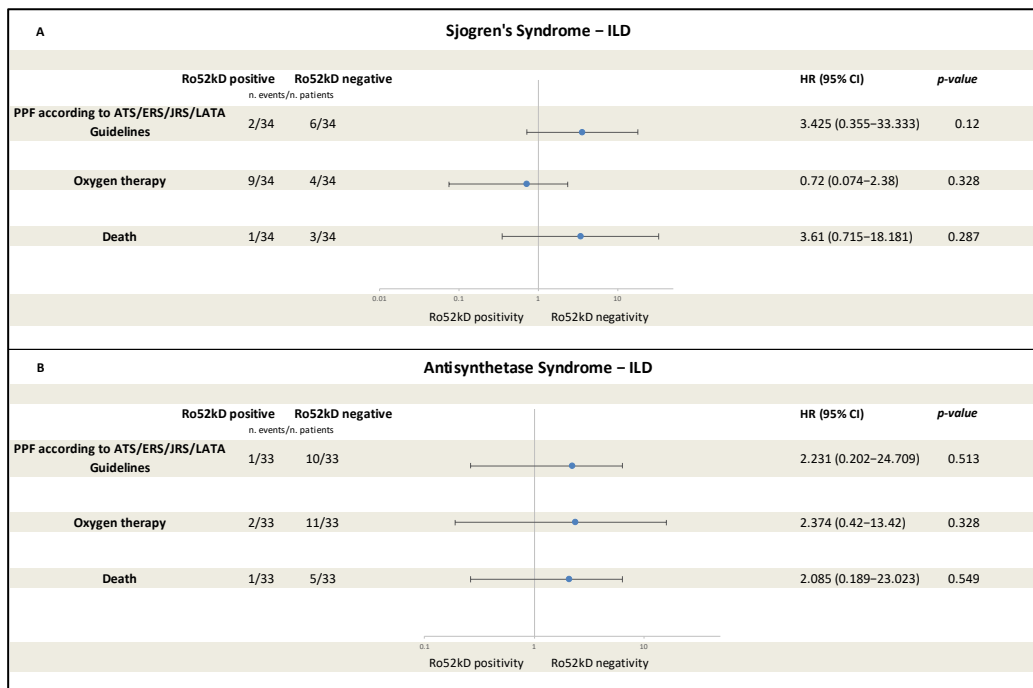 A
Sjogren's Syndrome – ILD
Ro52kD positive Ro52kD negative HR (95% CI) p-value
n. events/n. patients
PPF according to ATS/ERS/JRS/LATA
Guidelines 2/34 6/34 3.425 (0.355–33.333) 0.12
Oxygen therapy 9/34 4/34 0.72 (0.074–2.38) 0.328
Death 1/34 3/34 3.61 (0.715–18.181) 0.287
0.01 0.1 1 10
Ro52kD positivity Ro52kD negativity
B
Antisynthetase Syndrome – ILD
Ro52kD positive Ro52kD negative HR (95% CI) p-value
n. events/n. patients
PPF according to ATS/ERS/JRS/LATA
Guidelines 1/33 10/33 2.231 (0.202–24.709) 0.513
Oxygen therapy 2/33 11/33 2.374 (0.42–13.42) 0.328
Death 1/33 5/33 2.085 (0.189–23.023) 0.549
0.1 1 10
Ro52kD positivity Ro52kD negativity